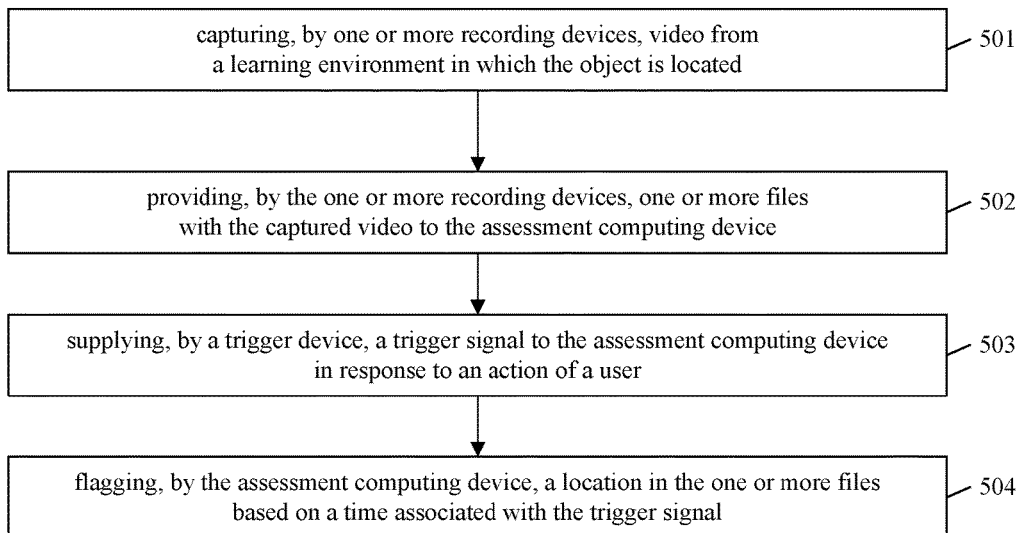 capturing, by one or more recording devices, video from
a learning environment in which the object is located
501
providing, by the one or more recording devices, one or more files
with the captured video to the assessment computing device
502
supplying, by a trigger device, a trigger signal to the assessment computing device
in response to an action of a user
503
flagging, by the assessment computing device, a location in the one or more files
based on a time associated with the trigger signal
504